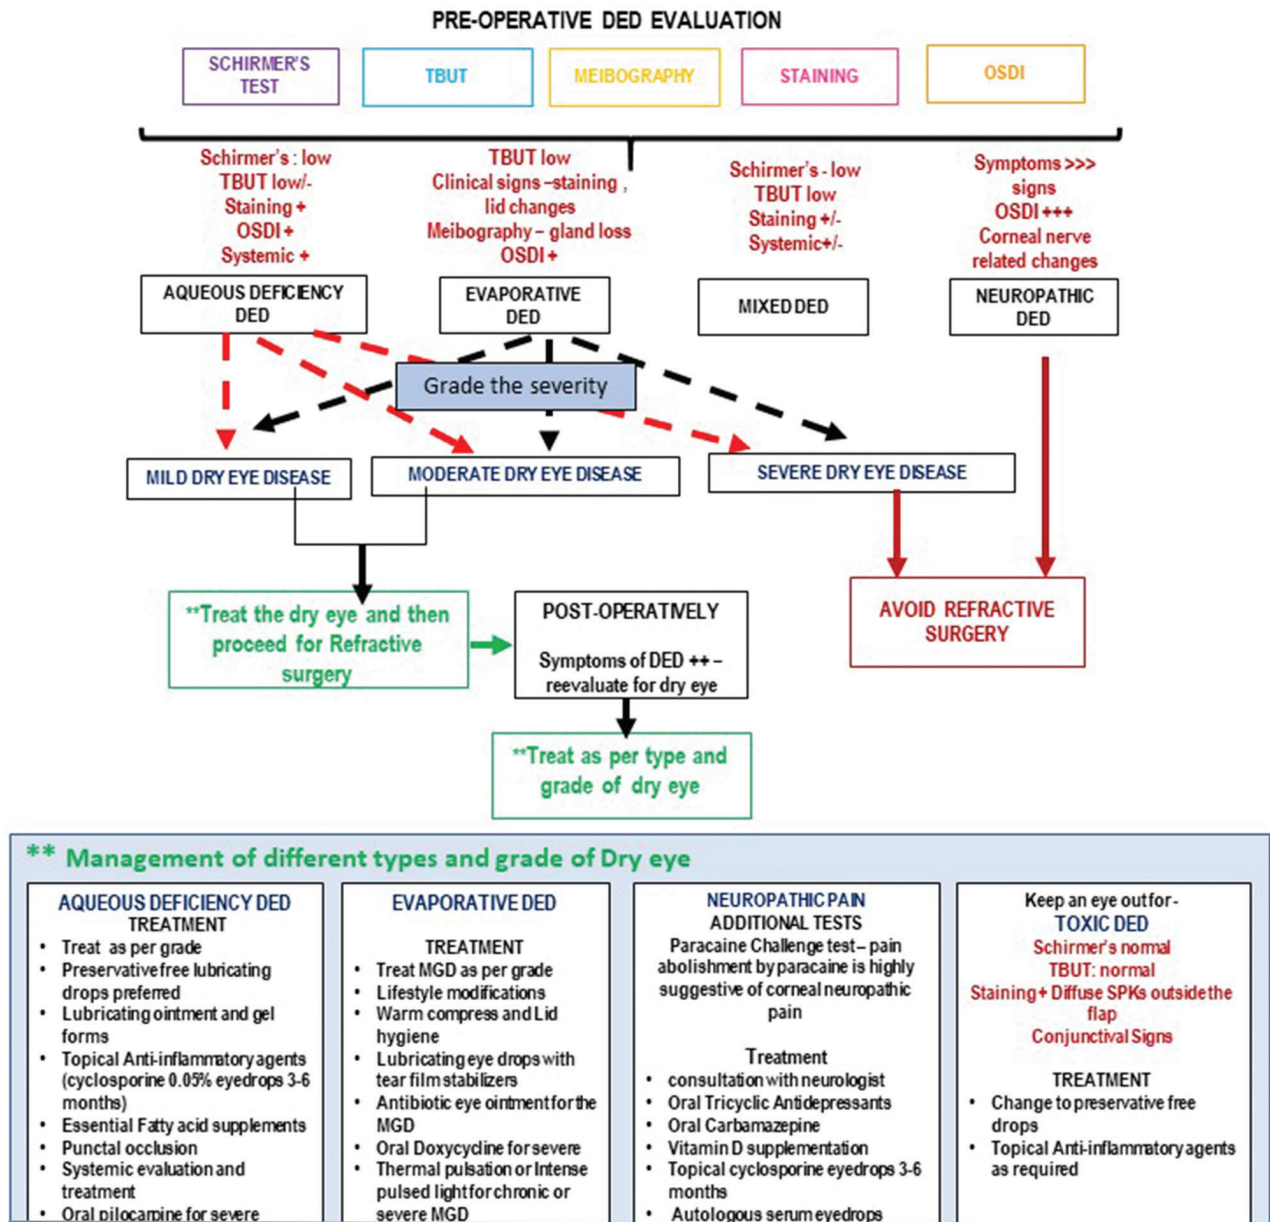 PRE-OPERATIVE DED EVALUATION
SCHIRMER'S
TEST
TBUT
MEIBOGRAPHY
STAINING
OSDI
Schirmer's : low
TBUT low/-
Staining +
OSDI +
Systemic +
TBUT low
Clinical signs –staining ,
lid changes
Meibography – gland loss
OSDI +
Schirmer's - low
TBUT low
Staining +/-
Systemic+/-
Symptoms >>>
signs
OSDI +++
Corneal nerve
related changes
AQUEOUS DEFICIENCY
DED
EVAPORATIVE
DED
MIXED DED
NEUROPATHIC
DED
Grade the severity
MILD DRY EYE DISEASE
MODERATE DRY EYE DISEASE
SEVERE DRY EYE DISEASE
**Treat the dry eye and then
proceed for Refractive
surgery
POST-OPERATIVELY
Symptoms of DED ++ –
reevaluate for dry eye
AVOID REFRACTIVE
SURGERY
**Treat as per type and
grade of dry eye
** Management of different types and grade of Dry eye
AQUEOUS DEFICIENCY DED
TREATMENT
• Treat as per grade
• Preservative free lubricating
drops preferred
• Lubricating ointment and gel
forms
• Topical Anti-inflammatory agents
(cyclosporine 0.05% eyedrops 3-6
months)
• Essential Fatty acid supplements
• Punctal occlusion
• Systemic evaluation and
treatment
• Oral pilocarpine for severe
EVAPORATIVE DED
TREATMENT
• Treat MGD as per grade
• Lifestyle modifications
• Warm compress and Lid
hygiene
• Lubricating eye drops with
tear film stabilizers
• Antibiotic eye ointment for the
MGD
• Oral Doxycycline for severe
• Thermal pulsation or Intense
pulsed light for chronic or
severe MGD
NEUROPATHIC PAIN
ADDITIONAL TESTS
Paracaine Challenge test – pain
abolishment by paracaine is highly
suggestive of corneal neuropathic
pain
Treatment
• consultation with neurologist
• Oral Tricyclic Antidepressants
• Oral Carbamazepine
• Vitamin D supplementation
• Topical cyclosporine eyedrops 3-6
months
• Autologous serum eyedrops
Keep an eye out for -
TOXIC DED
Schirmer's normal
TBUT: normal
Staining + Diffuse SPKs outside the
flap
Conjunctival Signs
TREATMENT
• Change to preservative free
drops
• Topical Anti-inflammatory agents
as required